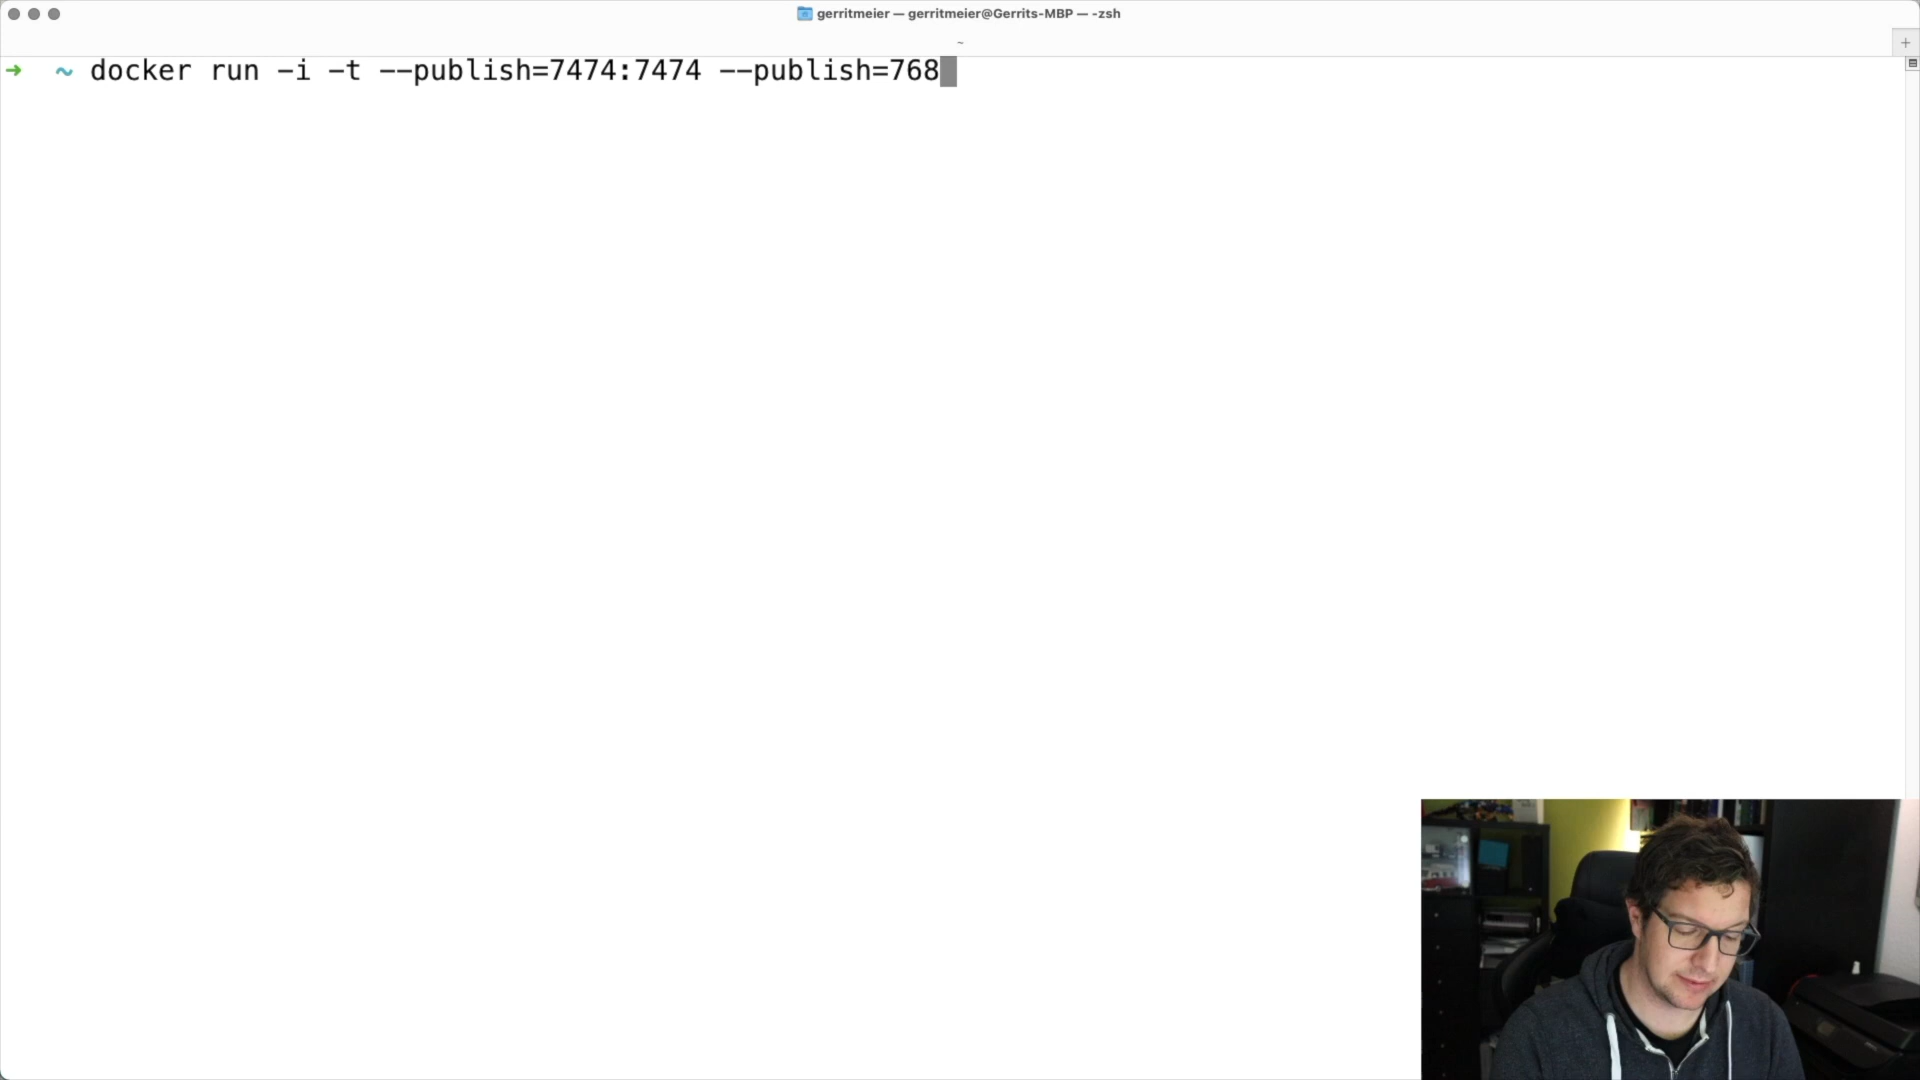 gerritmeier — gerritmeier@Gerrits-MBP — -zsh
~
➜ ~ docker run -i -t --publish=7474:7474 --publish=768